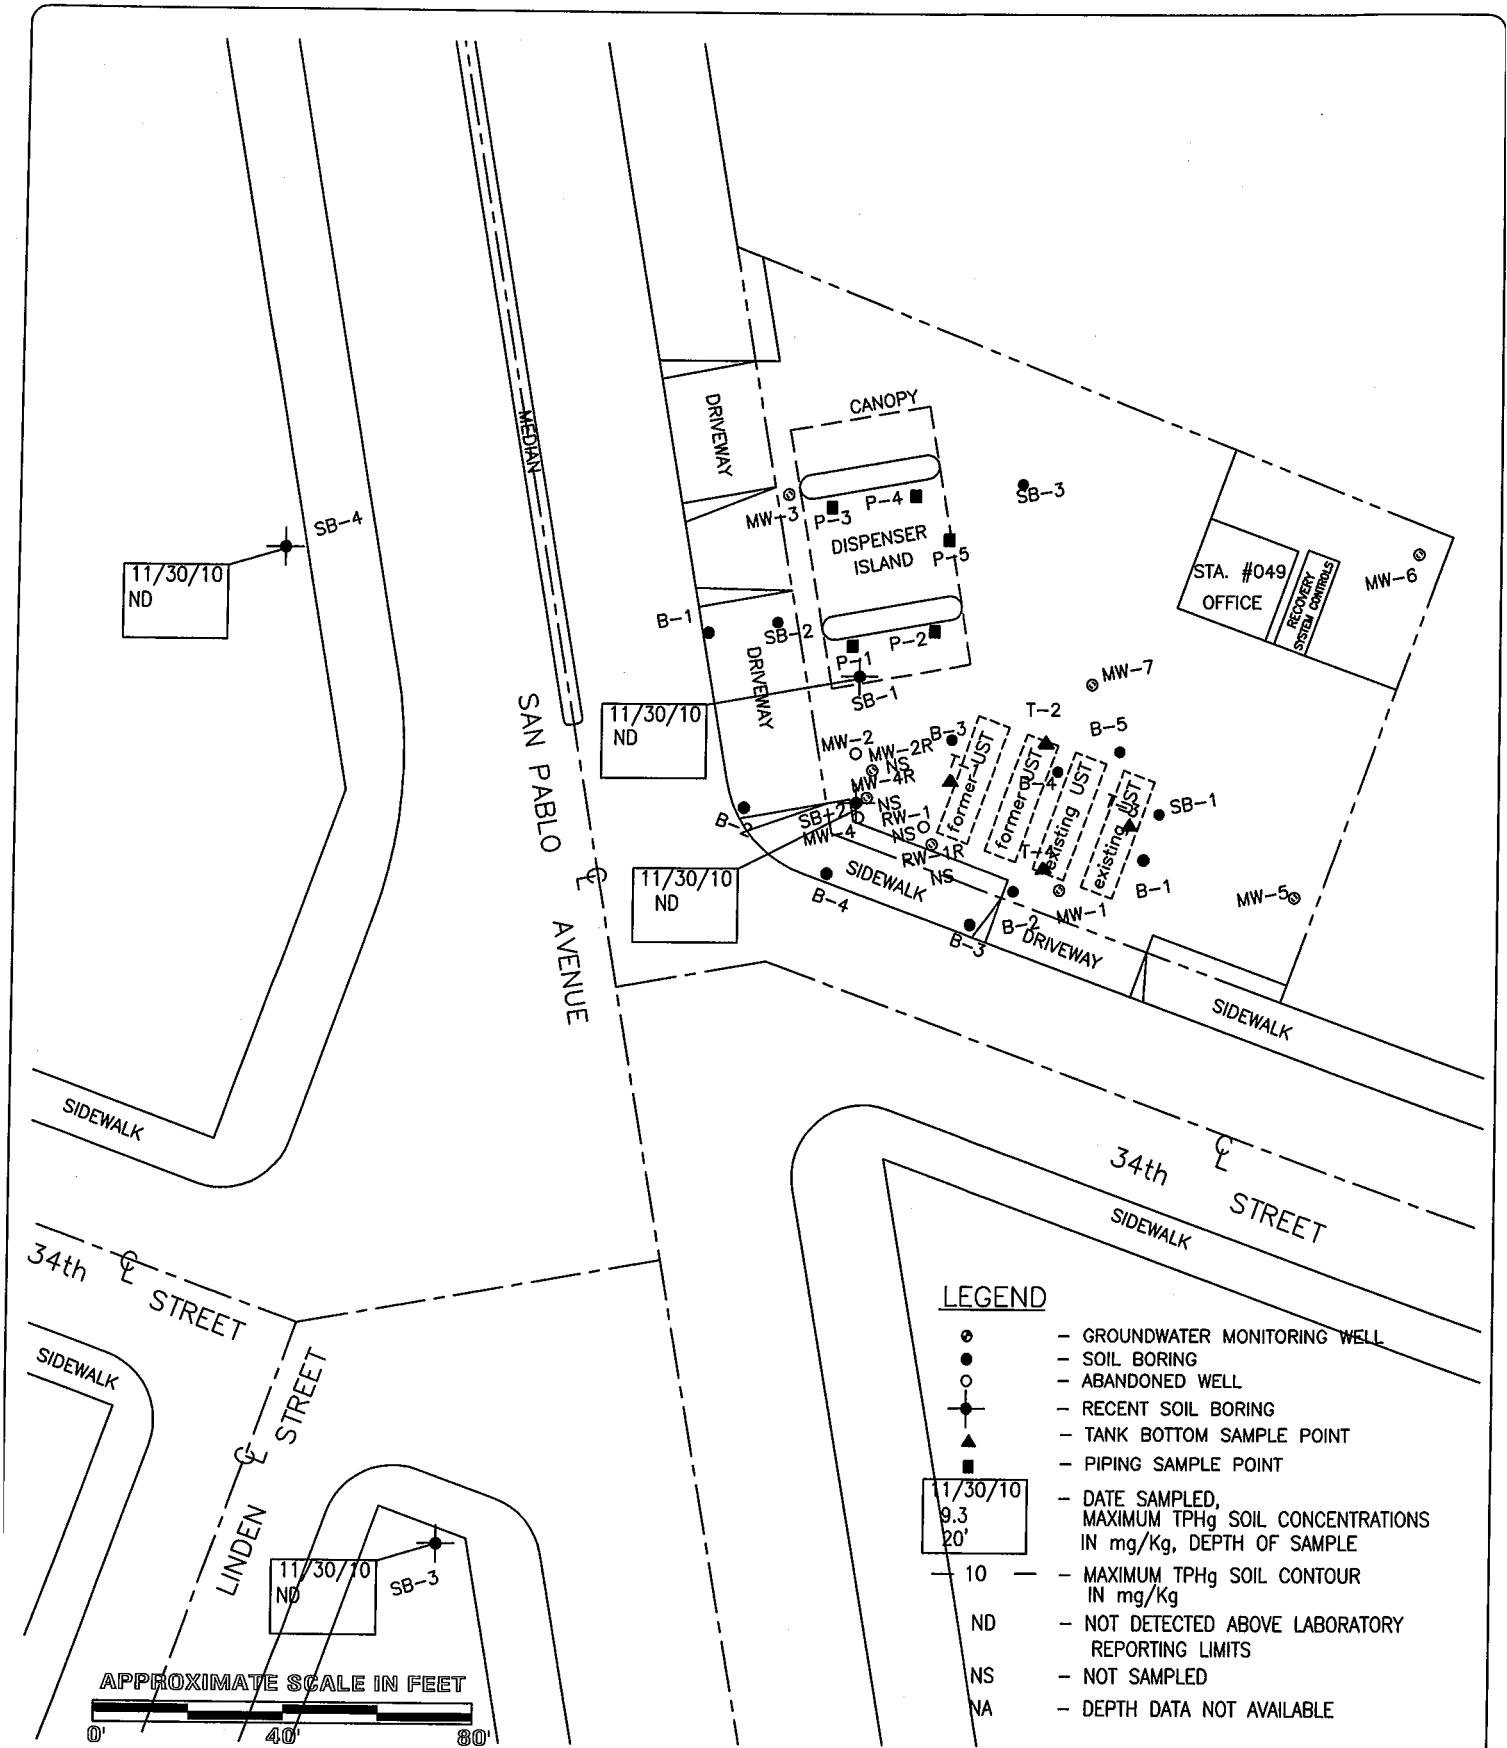 CANOPY
DRIVEWAY
MEDIAN
SB-4
11/30/10
ND
MW-3
P-3
P-4
SB-3
DISPENSER
ISLAND
P-5
STA. #049
OFFICE
RECOVERY
SYSTEM CONTROLS
MW-6
B-1
SB-2
P-1
P-2
DRIVEWAY
SB-1
MW-7
11/30/10
ND
T-2
B-5
MW-2
MW-2R
NS
B-3
former UST
former UST
existing UST
existing UST
B-4
MW-4R
NS
SB-1
B-2
SB-2
MW-4
RW-1
NS
RW-1R
NS
T-4
B-1
MW-5
11/30/10
ND
SIDEWALK
B-4
B-2
MW-1
B-3
DRIVEWAY
SAN PABLO
℄
AVENUE
SIDEWALK
SIDEWALK
34th
℄
STREET
SIDEWALK
34th
℄
STREET
SIDEWALK
LINDEN
℄
STREET
11/30/10
ND
SB-3
LEGEND
- GROUNDWATER MONITORING WELL
- SOIL BORING
- ABANDONED WELL
- RECENT SOIL BORING
- TANK BOTTOM SAMPLE POINT
- PIPING SAMPLE POINT
11/30/10
9.3
20'
- DATE SAMPLED,
MAXIMUM TPHg SOIL CONCENTRATIONS
IN mg/Kg, DEPTH OF SAMPLE
10 - MAXIMUM TPHg SOIL CONTOUR
IN mg/Kg
ND - NOT DETECTED ABOVE LABORATORY
REPORTING LIMITS
NS - NOT SAMPLED
NA - DEPTH DATA NOT AVAILABLE
APPROXIMATE SCALE IN FEET
0' 40' 80'